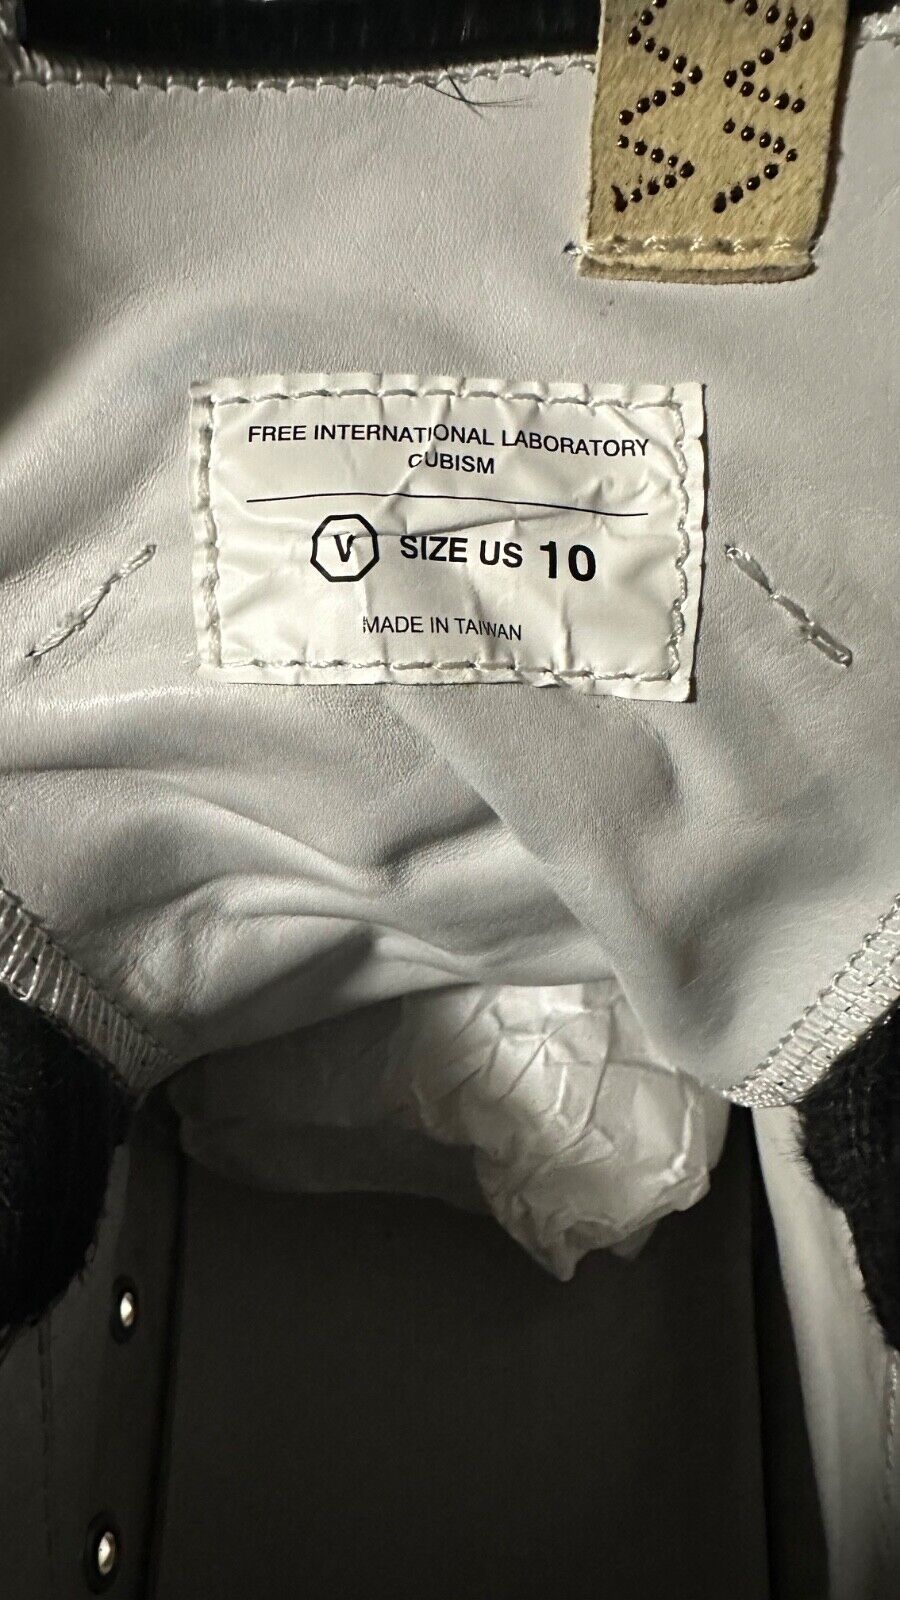 FREE INTERNATIONAL LABORATORY
CUBISM
V SIZE US 10
MADE IN TAIWAN